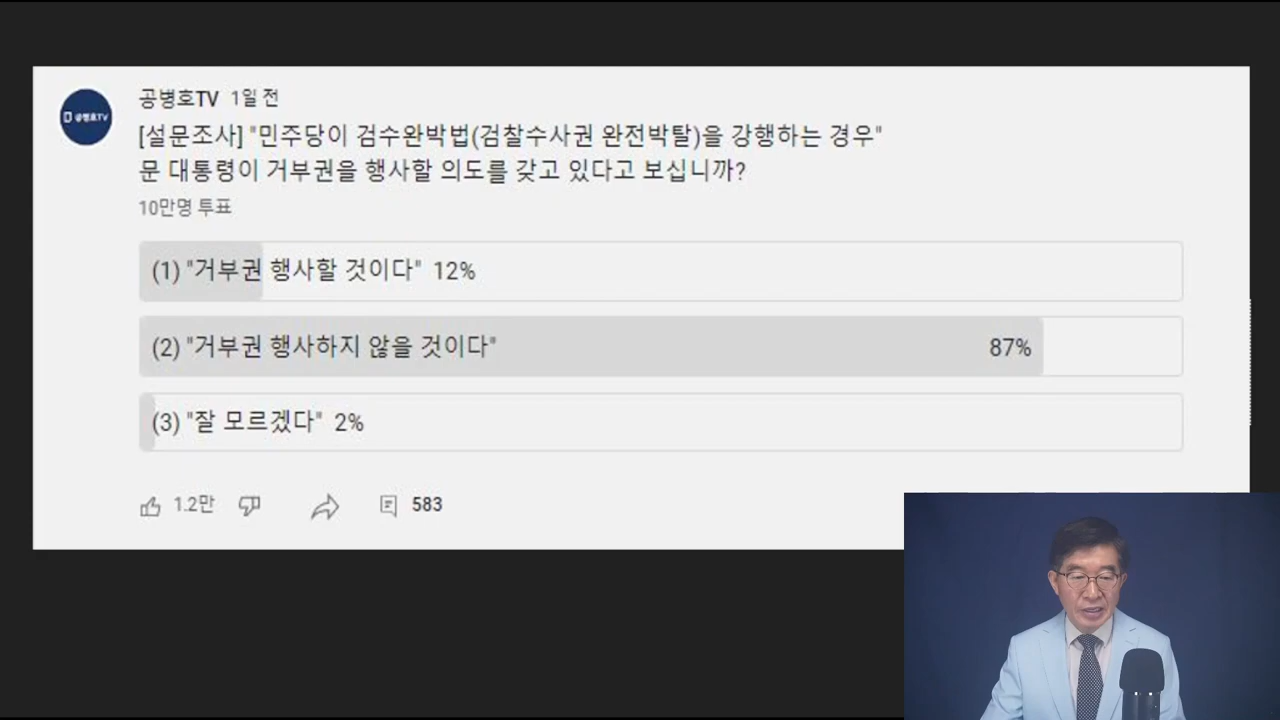 공병호TV
공병호TV 1일 전
[설문조사] "민주당이 검수완박법(검찰수사권 완전박탈)을 강행하는 경우"
문 대통령이 거부권을 행사할 의도를 갖고 있다고 보십니까?
10만명 투표
(1) "거부권 행사할 것이다" 12%
(2) "거부권 행사하지 않을 것이다" 87%
(3) "잘 모르겠다" 2%
1.2만 583